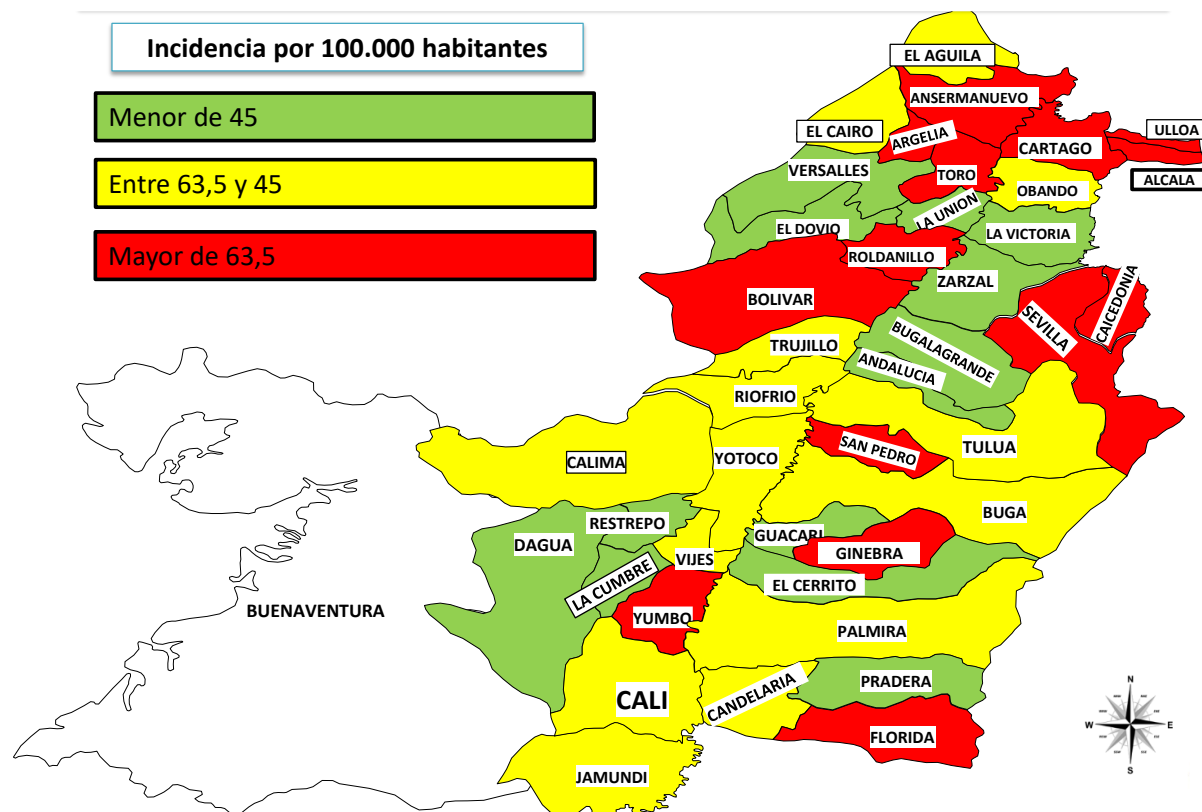 Incidencia por 100.000 habitantes
Menor de 45
Entre 63,5 y 45
Mayor de 63,5
EL AGUILA
ANSERMANUEVO
EL CAIRO
ARGELIA
ULLOA
CARTAGO
VERSALLES
TORO
ALCALA
OBANDO
LA UNION
EL DOVIO
LA VICTORIA
ROLDANILLO
ZARZAL
BOLIVAR
CAICEDONIA
SEVILLA
TRUJILLO
BUGALAGRANDE
ANDALUCIA
RIOFRIO
SAN PEDRO
TULUA
CALIMA
YOTOCO
BUGA
RESTREPO
GUACARI
DAGUA
GINEBRA
VIJES
LA CUMBRE
EL CERRITO
BUENAVENTURA
YUMBO
PALMIRA
PRADERA
CANDELARIA
CALI
FLORIDA
JAMUNDI
N
W
E
S